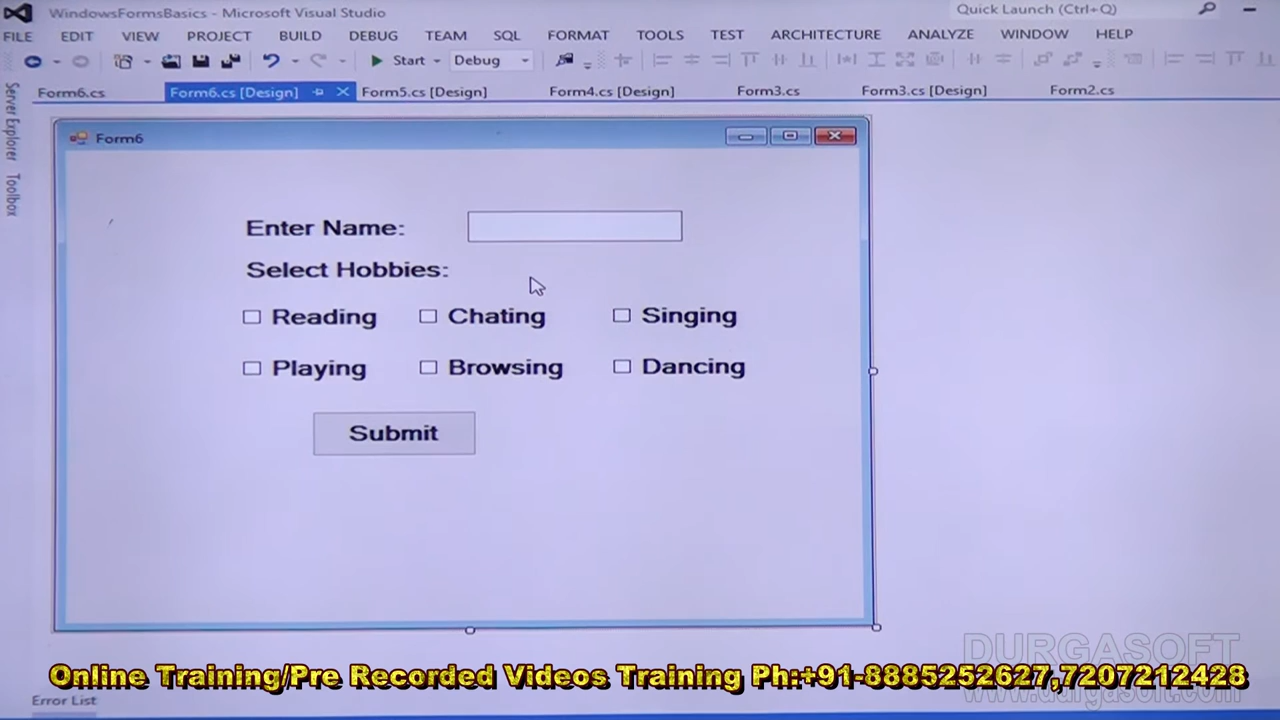 WindowsFormsBasics - Microsoft Visual Studio
Quick Launch (Ctrl+Q)
FILE EDIT VIEW PROJECT BUILD DEBUG TEAM SQL FORMAT TOOLS TEST ARCHITECTURE ANALYZE WINDOW HELP
Start Debug
Form6.cs Form6.cs [Design] Form5.cs [Design] Form4.cs [Design] Form3.cs Form3.cs [Design] Form2.cs
Server Explorer
Toolbox
Form6
Enter Name:
Select Hobbies:
Reading Chating Singing
Playing Browsing Dancing
Submit
DURGASOFT
Online Training/Pre Recorded Videos Training Ph:+91-8885252627,7207212428
www.durgasoft.com
Error List